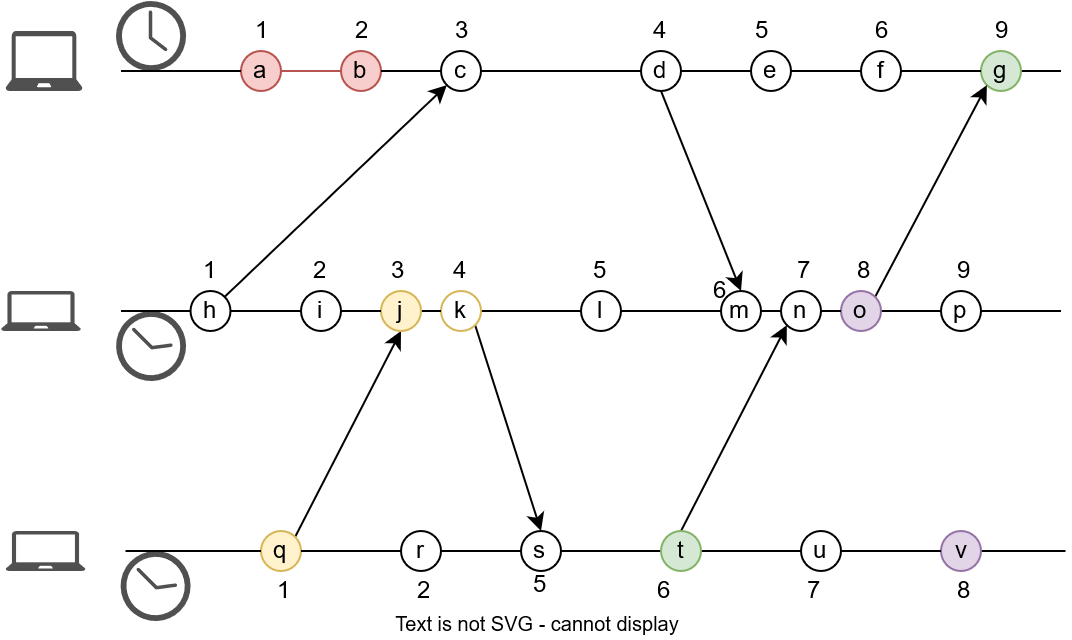 1 2 3 4 5 6 9
a b c d e f g
1 2 3 4 5 6 7 8 9
h i j k l m n o p
q r s t u v
1 2 5 6 7 8
Text is not SVG - cannot display